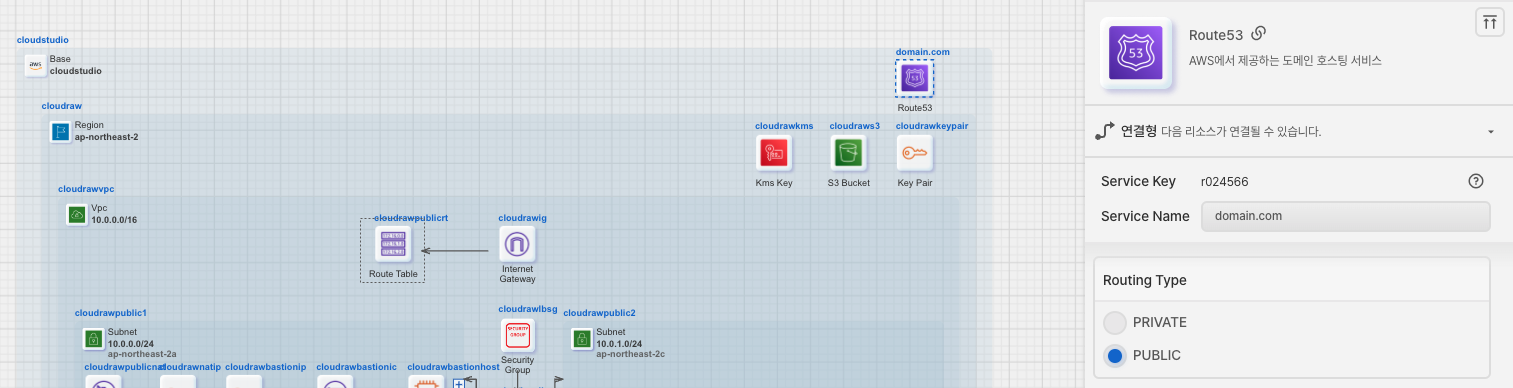 cloudstudio
aws
Base
cloudstudio
domain.com
53
Route53
cloudraw
Region
ap-northeast-2
cloudrawkms
cloudraws3
cloudrawkeypair
Kms Key
S3 Bucket
Key Pair
cloudrawvpc
Vpc
10.0.0.0/16
cloudrawpublicrt
cloudrawig
Route Table
Internet
Gateway
cloudrawpublic1
cloudrawlbsg
cloudrawpublic2
Subnet
10.0.0.0/24
ap-northeast-2a
SECURITY
GROUP
Security
Group
Subnet
10.0.1.0/24
ap-northeast-2c
cloudrawpublicnat
cloudrawnatip
cloudrawbastionip
cloudrawbastionic
cloudrawbastionhost
53
Route53
AWS에서 제공하는 도메인 호스팅 서비스
연결형 다음 리소스가 연결될 수 있습니다.
Service Key r024566
Service Name domain.com
Routing Type
PRIVATE
PUBLIC